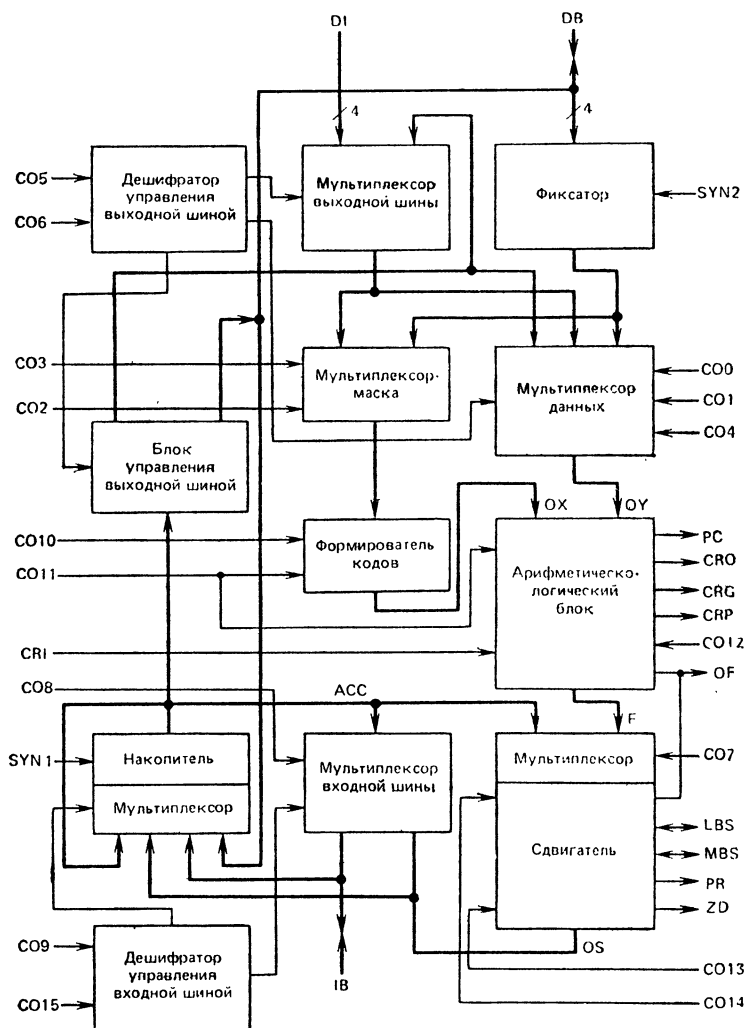 DI
DB
4
4
CO5
CO6
Дешифратор
управления
выходной шиной
Мультиплексор
выходной шины
Фиксатор
SYN2
CO3
CO2
Мультиплексор-
маска
Мультиплексор
данных
CO0
CO1
CO4
Блок
управления
выходной шиной
OX
OY
CO10
CO11
Формирователь
кодов
Арифметическо-
логический
блок
PC
CRO
CRG
CRP
CO12
OF
CRI
CO8
ACC
F
SYN1
Накопитель
Мультиплексор
Мультиплексор
входной шины
Мультиплексор
CO7
Сдвигатель
LBS
MBS
PR
ZD
CO9
CO15
Дешифратор
управления
входной шиной
IB
OS
CO13
CO14